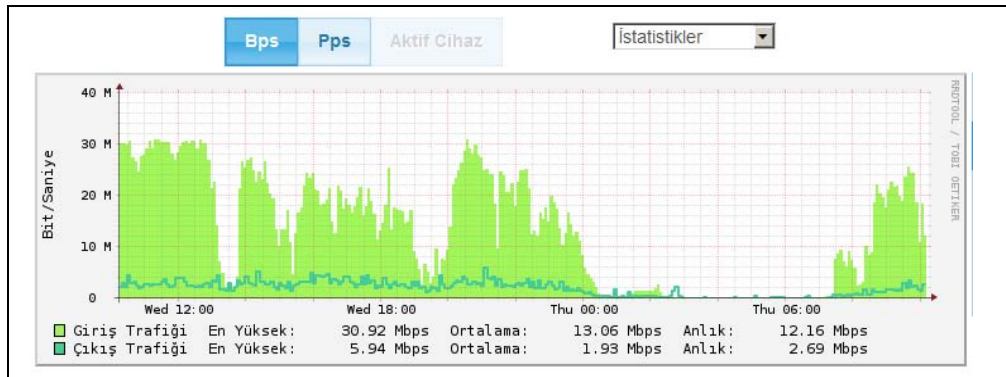 Bps Pps Aktif Cihaz İstatistikler
RRDTOOL / TOBI OETIKER
Bit/Saniye
40 M
30 M
20 M
10 M
0
Wed 12:00 Wed 18:00 Thu 00:00 Thu 06:00
Giriş Trafiği En Yüksek: 30.92 Mbps Ortalama: 13.06 Mbps Anlık: 12.16 Mbps
Çıkış Trafiği En Yüksek: 5.94 Mbps Ortalama: 1.93 Mbps Anlık: 2.69 Mbps